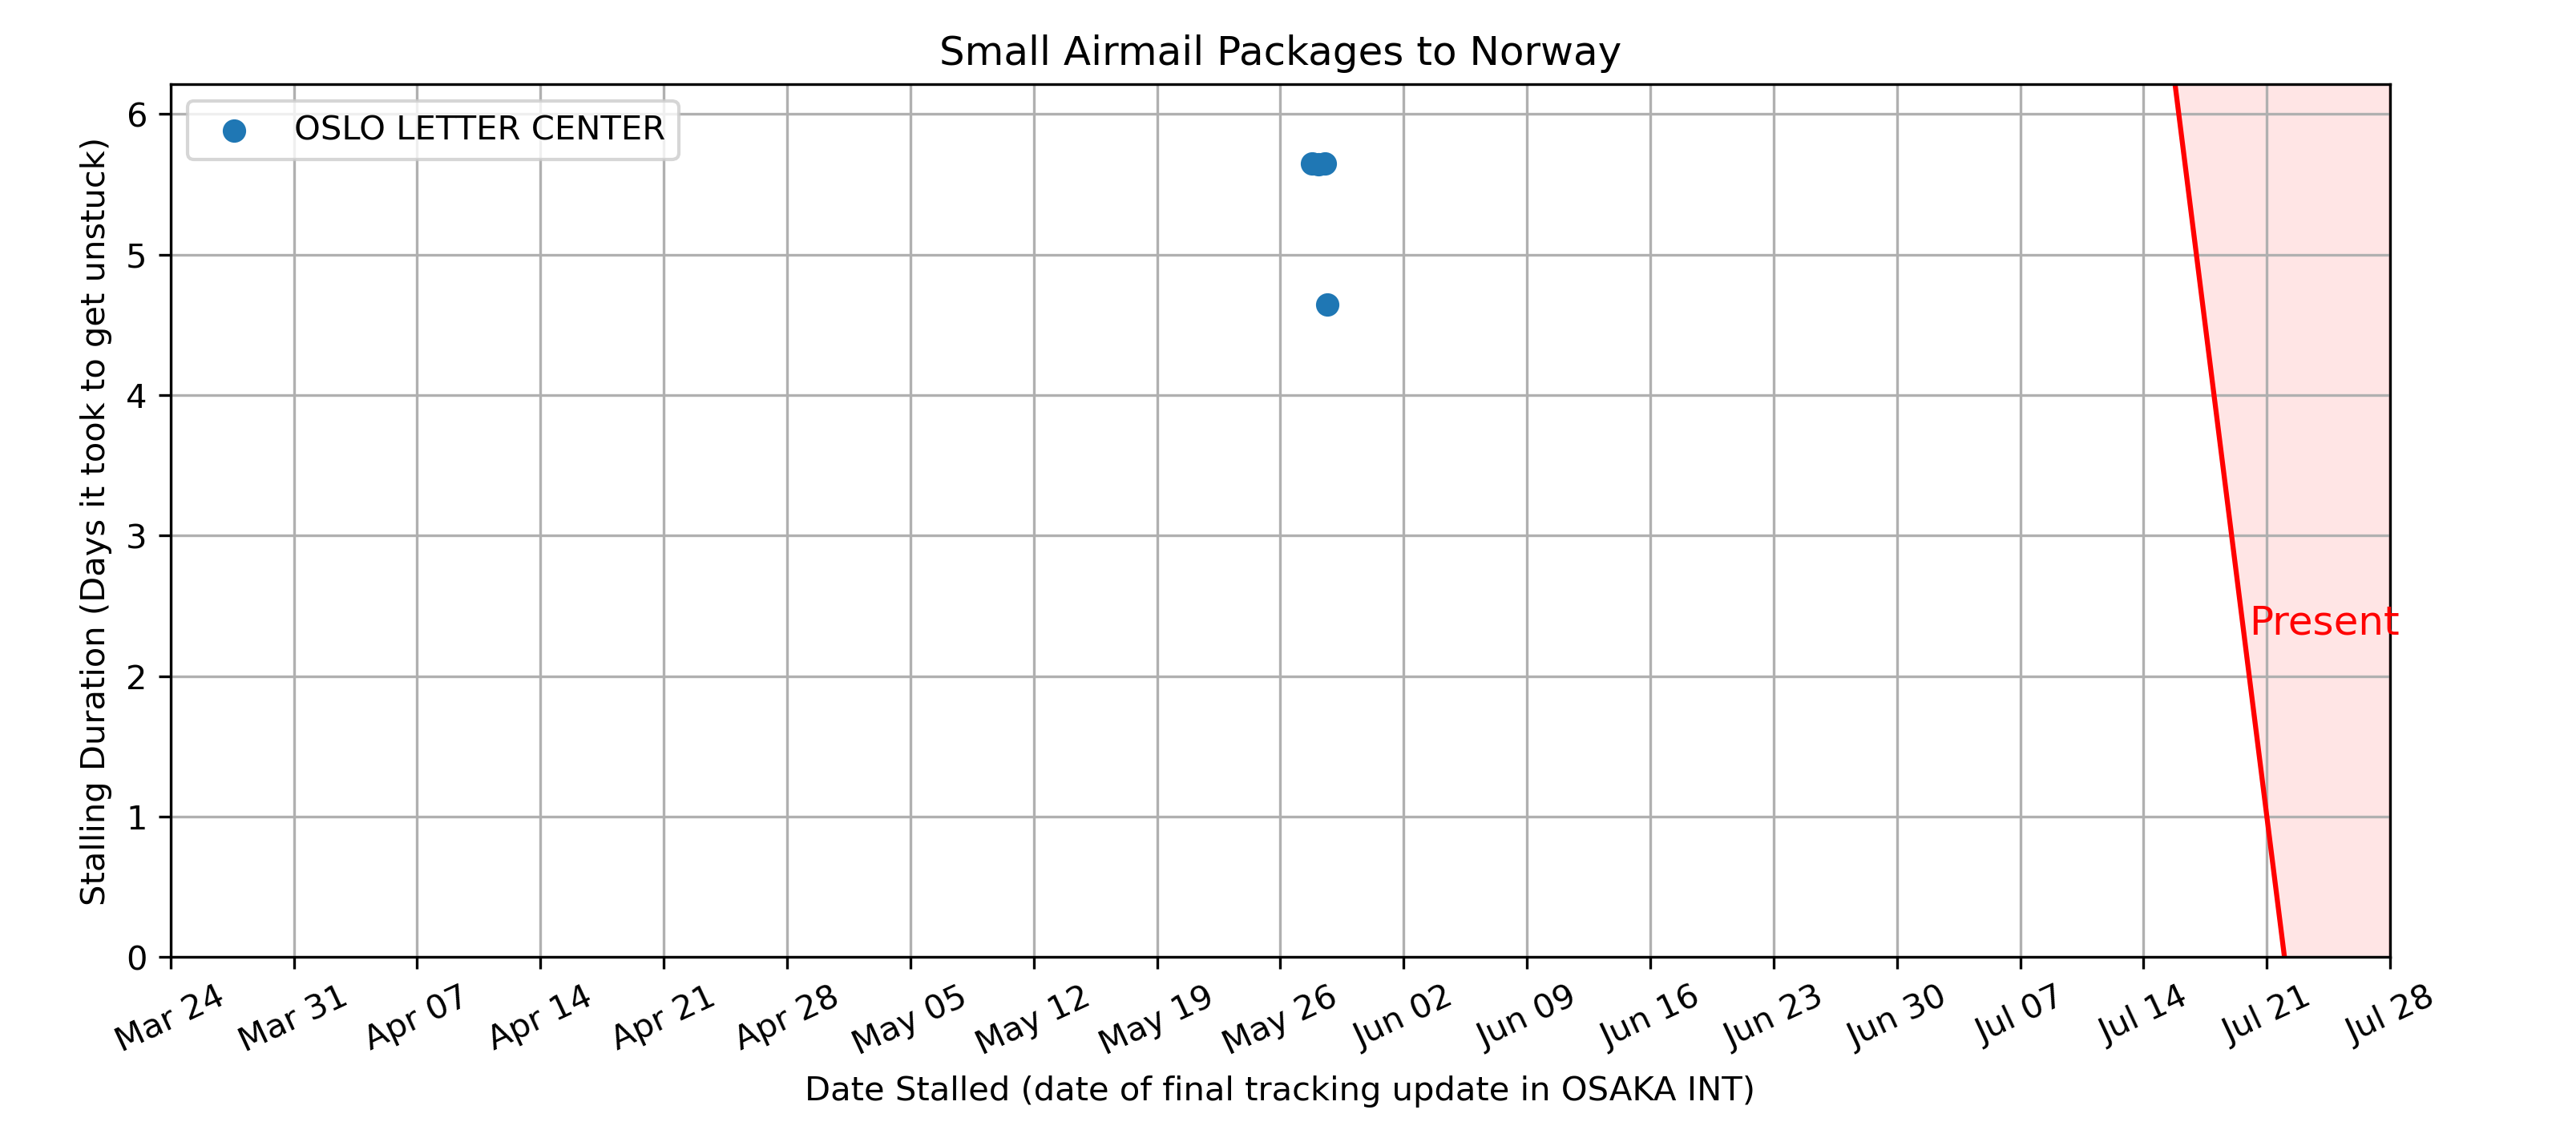 Small Airmail Packages to Norway
OSLO LETTER CENTER
Stalling Duration (Days it took to get unstuck)
6
5
4
3
2
1
0
Present
Mar 24
Mar 31
Apr 07
Apr 14
Apr 21
Apr 28
May 05
May 12
May 19
May 26
Jun 02
Jun 09
Jun 16
Jun 23
Jun 30
Jul 07
Jul 14
Jul 21
Jul 28
Date Stalled (date of final tracking update in OSAKA INT)